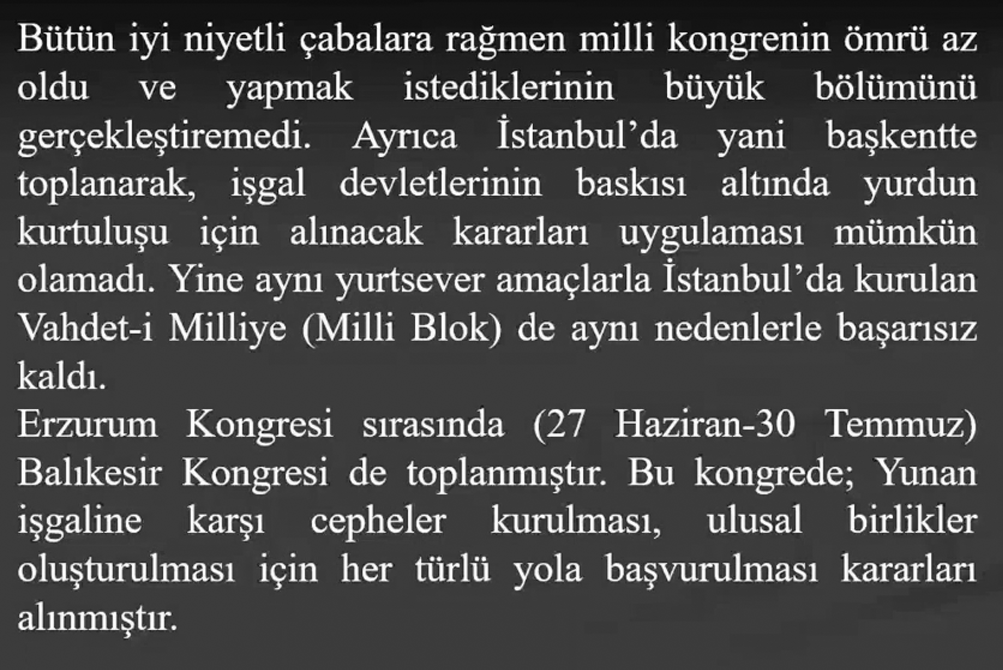 Bütün iyi niyetli çabalara rağmen milli kongrenin ömrü az
oldu ve yapmak istediklerinin büyük bölümünü
gerçekleştiremedi. Ayrıca İstanbul’da yani başkentte
toplanarak, işgal devletlerinin baskısı altında yurdun
kurtuluşu için alınacak kararları uygulaması mümkün
olamadı. Yine aynı yurtsever amaçlarla İstanbul’da kurulan
Vahdet-i Milliye (Milli Blok) de aynı nedenlerle başarısız
kaldı.
Erzurum Kongresi sırasında (27 Haziran-30 Temmuz)
Balıkesir Kongresi de toplanmıştır. Bu kongrede; Yunan
işgaline karşı cepheler kurulması, ulusal birlikler
oluşturulması için her türlü yola başvurulması kararları
alınmıştır.